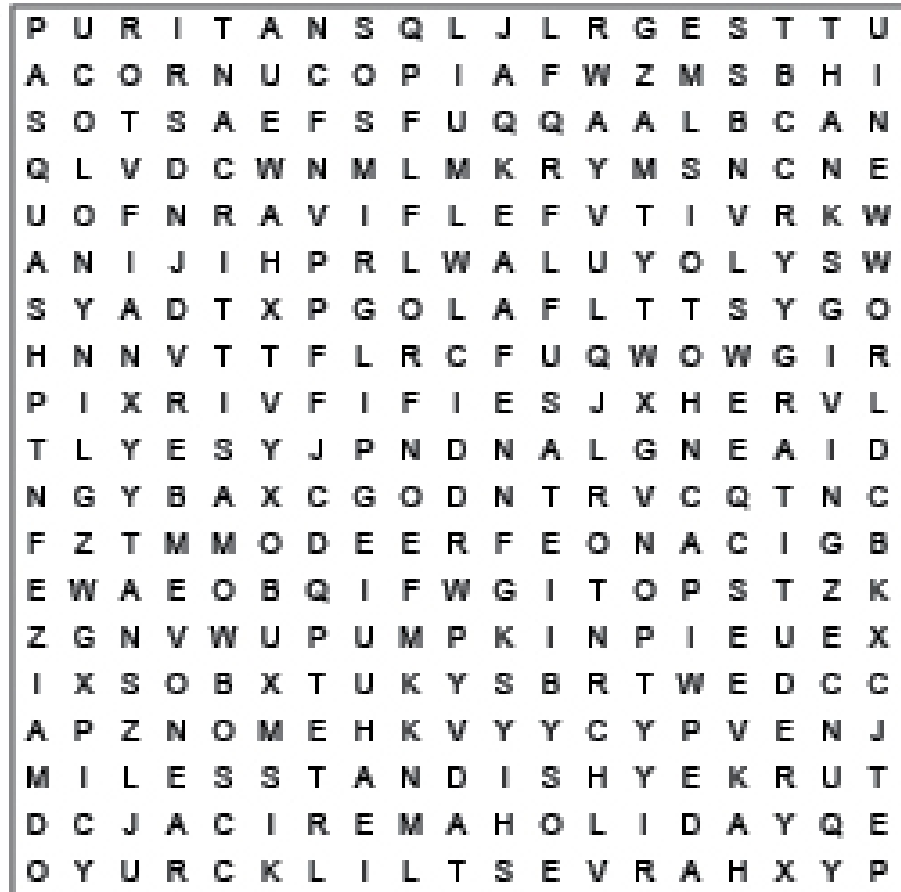 P U R I T A N S Q L J L R G E S T T U
A C O R N U C O P I A F W Z M S B H I
S O T S A E F S F U Q Q A A L B C A N
Q L V D C W N M L M K R Y M S N C N E
U O F N R A V I F L E F V T I V R K W
A N I J I H P R L W A L U Y O L Y S W
S Y A D T X P G O L A F L T T S Y G O
H N N V T T F L R C F U Q W O W G I R
P I X R I V F I F I E S J X H E R V L
T L Y E S Y J P N D N A L G N E A I D
N G Y B A X C G O D N T R V C Q T N C
F Z T M M O D E E R F E O N A C I G B
E W A E O B Q I F W G I T O P S T Z K
Z G N V W U P U M P K I N P I E U E X
I X S O B X T U K Y S B R T W E D C C
A P Z N O M E H K V Y Y C Y P V E N J
M I L E S S T A N D I S H Y E K R U T
D C J A C I R E M A H O L I D A Y Q E
O Y U R C K L I L T S E V R A H X Y P